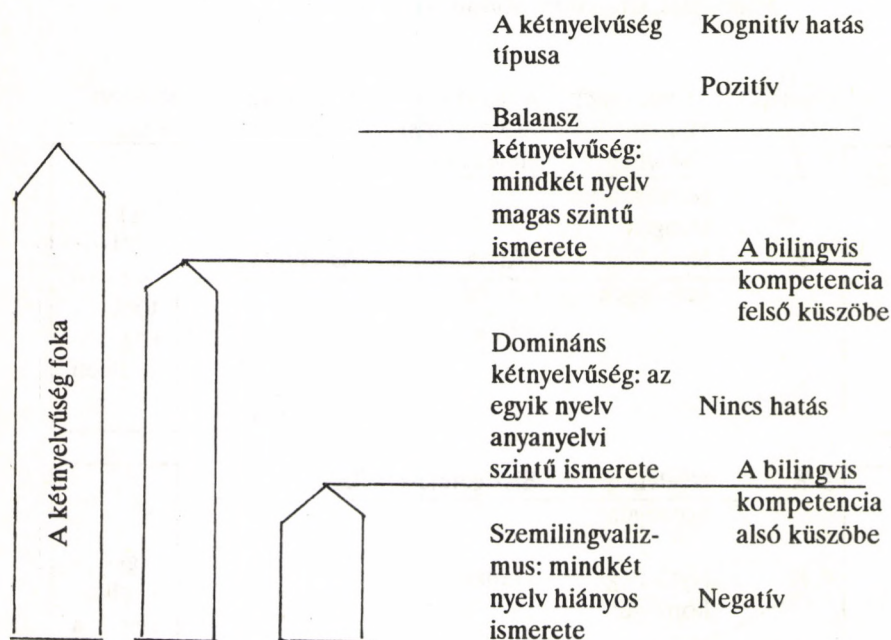 A kétnyelvűség Kognitív hatás
típusa
Pozitív
Balansz
kétnyelvűség:
mindkét nyelv
magas szintű
ismerete A bilingvis
kompetencia
felső küszöbe
A kétnyelvűség foka
Domináns
kétnyelvűség: az
egyik nyelv Nincs hatás
anyanyelvi
szintű ismerete A bilingvis
kompetencia
alsó küszöbe
Szemilingvaliz-
mus: mindkét
nyelv hiányos Negatív
ismerete